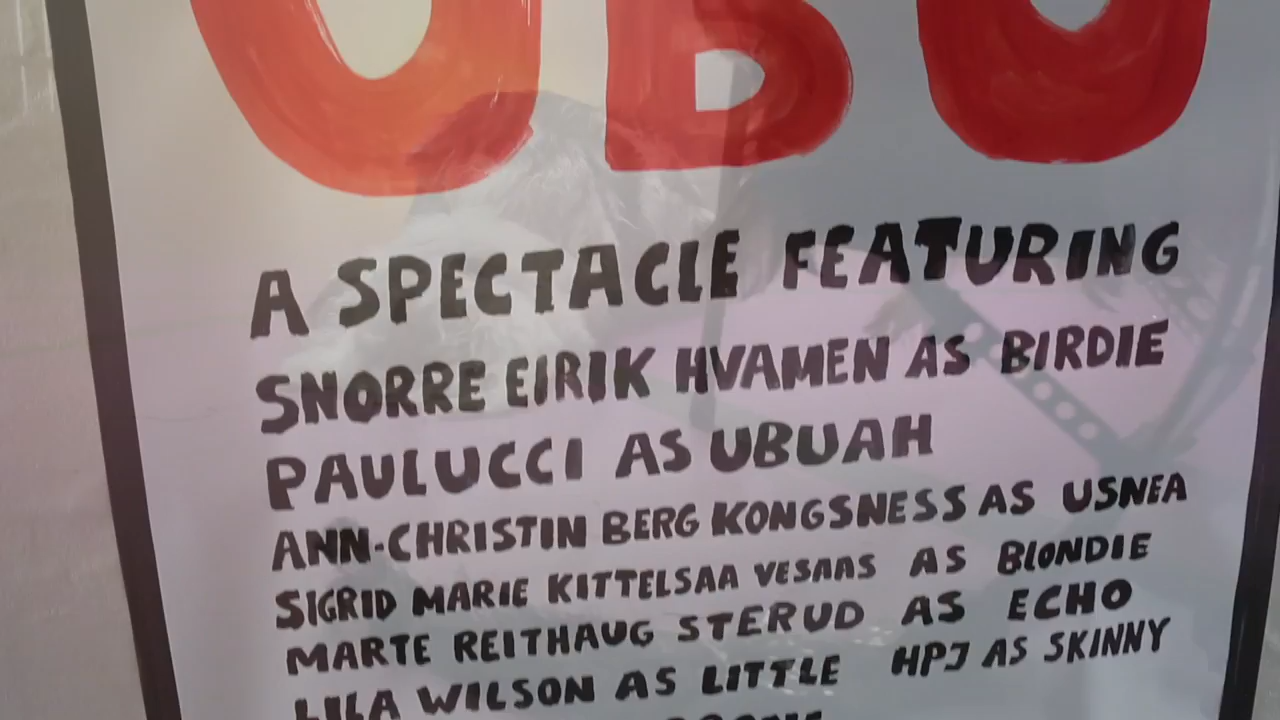 UBU
A SPECTACLE FEATURING
SNORRE EIRIK HVAMEN AS BIRDIE
PAULUCCI AS UBUAH
ANN-CHRISTIN BERG KONGSNESS AS USNEA
SIGRID MARIE KITTELSAA VESAAS AS BLONDIE
MARTE REITHAUG STERUD AS ECHO
LILA WILSON AS LITTLE HPJ AS SKINNY